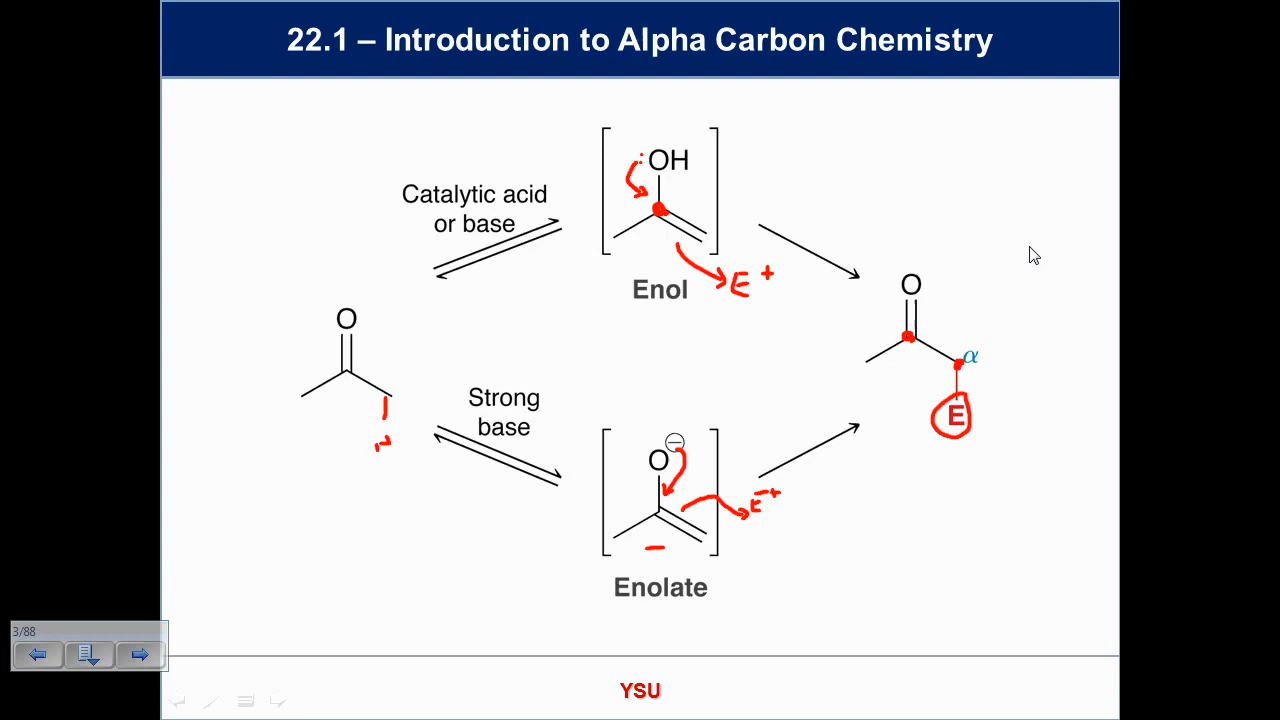 22.1 – Introduction to Alpha Carbon Chemistry
Catalytic acid
or base
:OH
E+
Enol
O
O
α
E
Strong
base
O
E+
Enolate
3/88
YSU